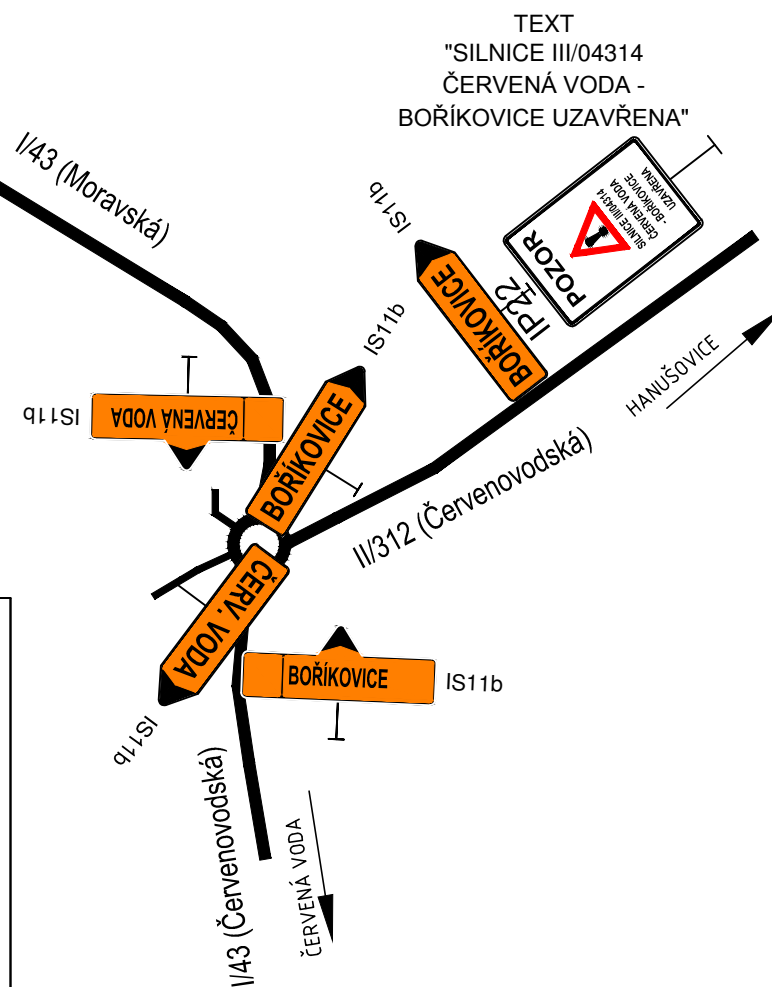 TEXT
"SILNICE III/04314
ČERVENÁ VODA -
BOŘÍKOVICE UZAVŘENA"
I/43 (Moravská)
IS11b
POZOR
SILNICE III/04314
ČERVENÁ VODA
- BOŘÍKOVICE
UZAVŘENA
BOŘÍKOVICE
IP22
IS11b
HANUŠOVICE
IS11b
ČERVENÁ VODA
BOŘÍKOVICE
II/312 (Červenovodská)
ČERV. VODA
IS11b
BOŘÍKOVICE
IS11b
I/43 (Červenovodská)
ČERVENÁ VODA